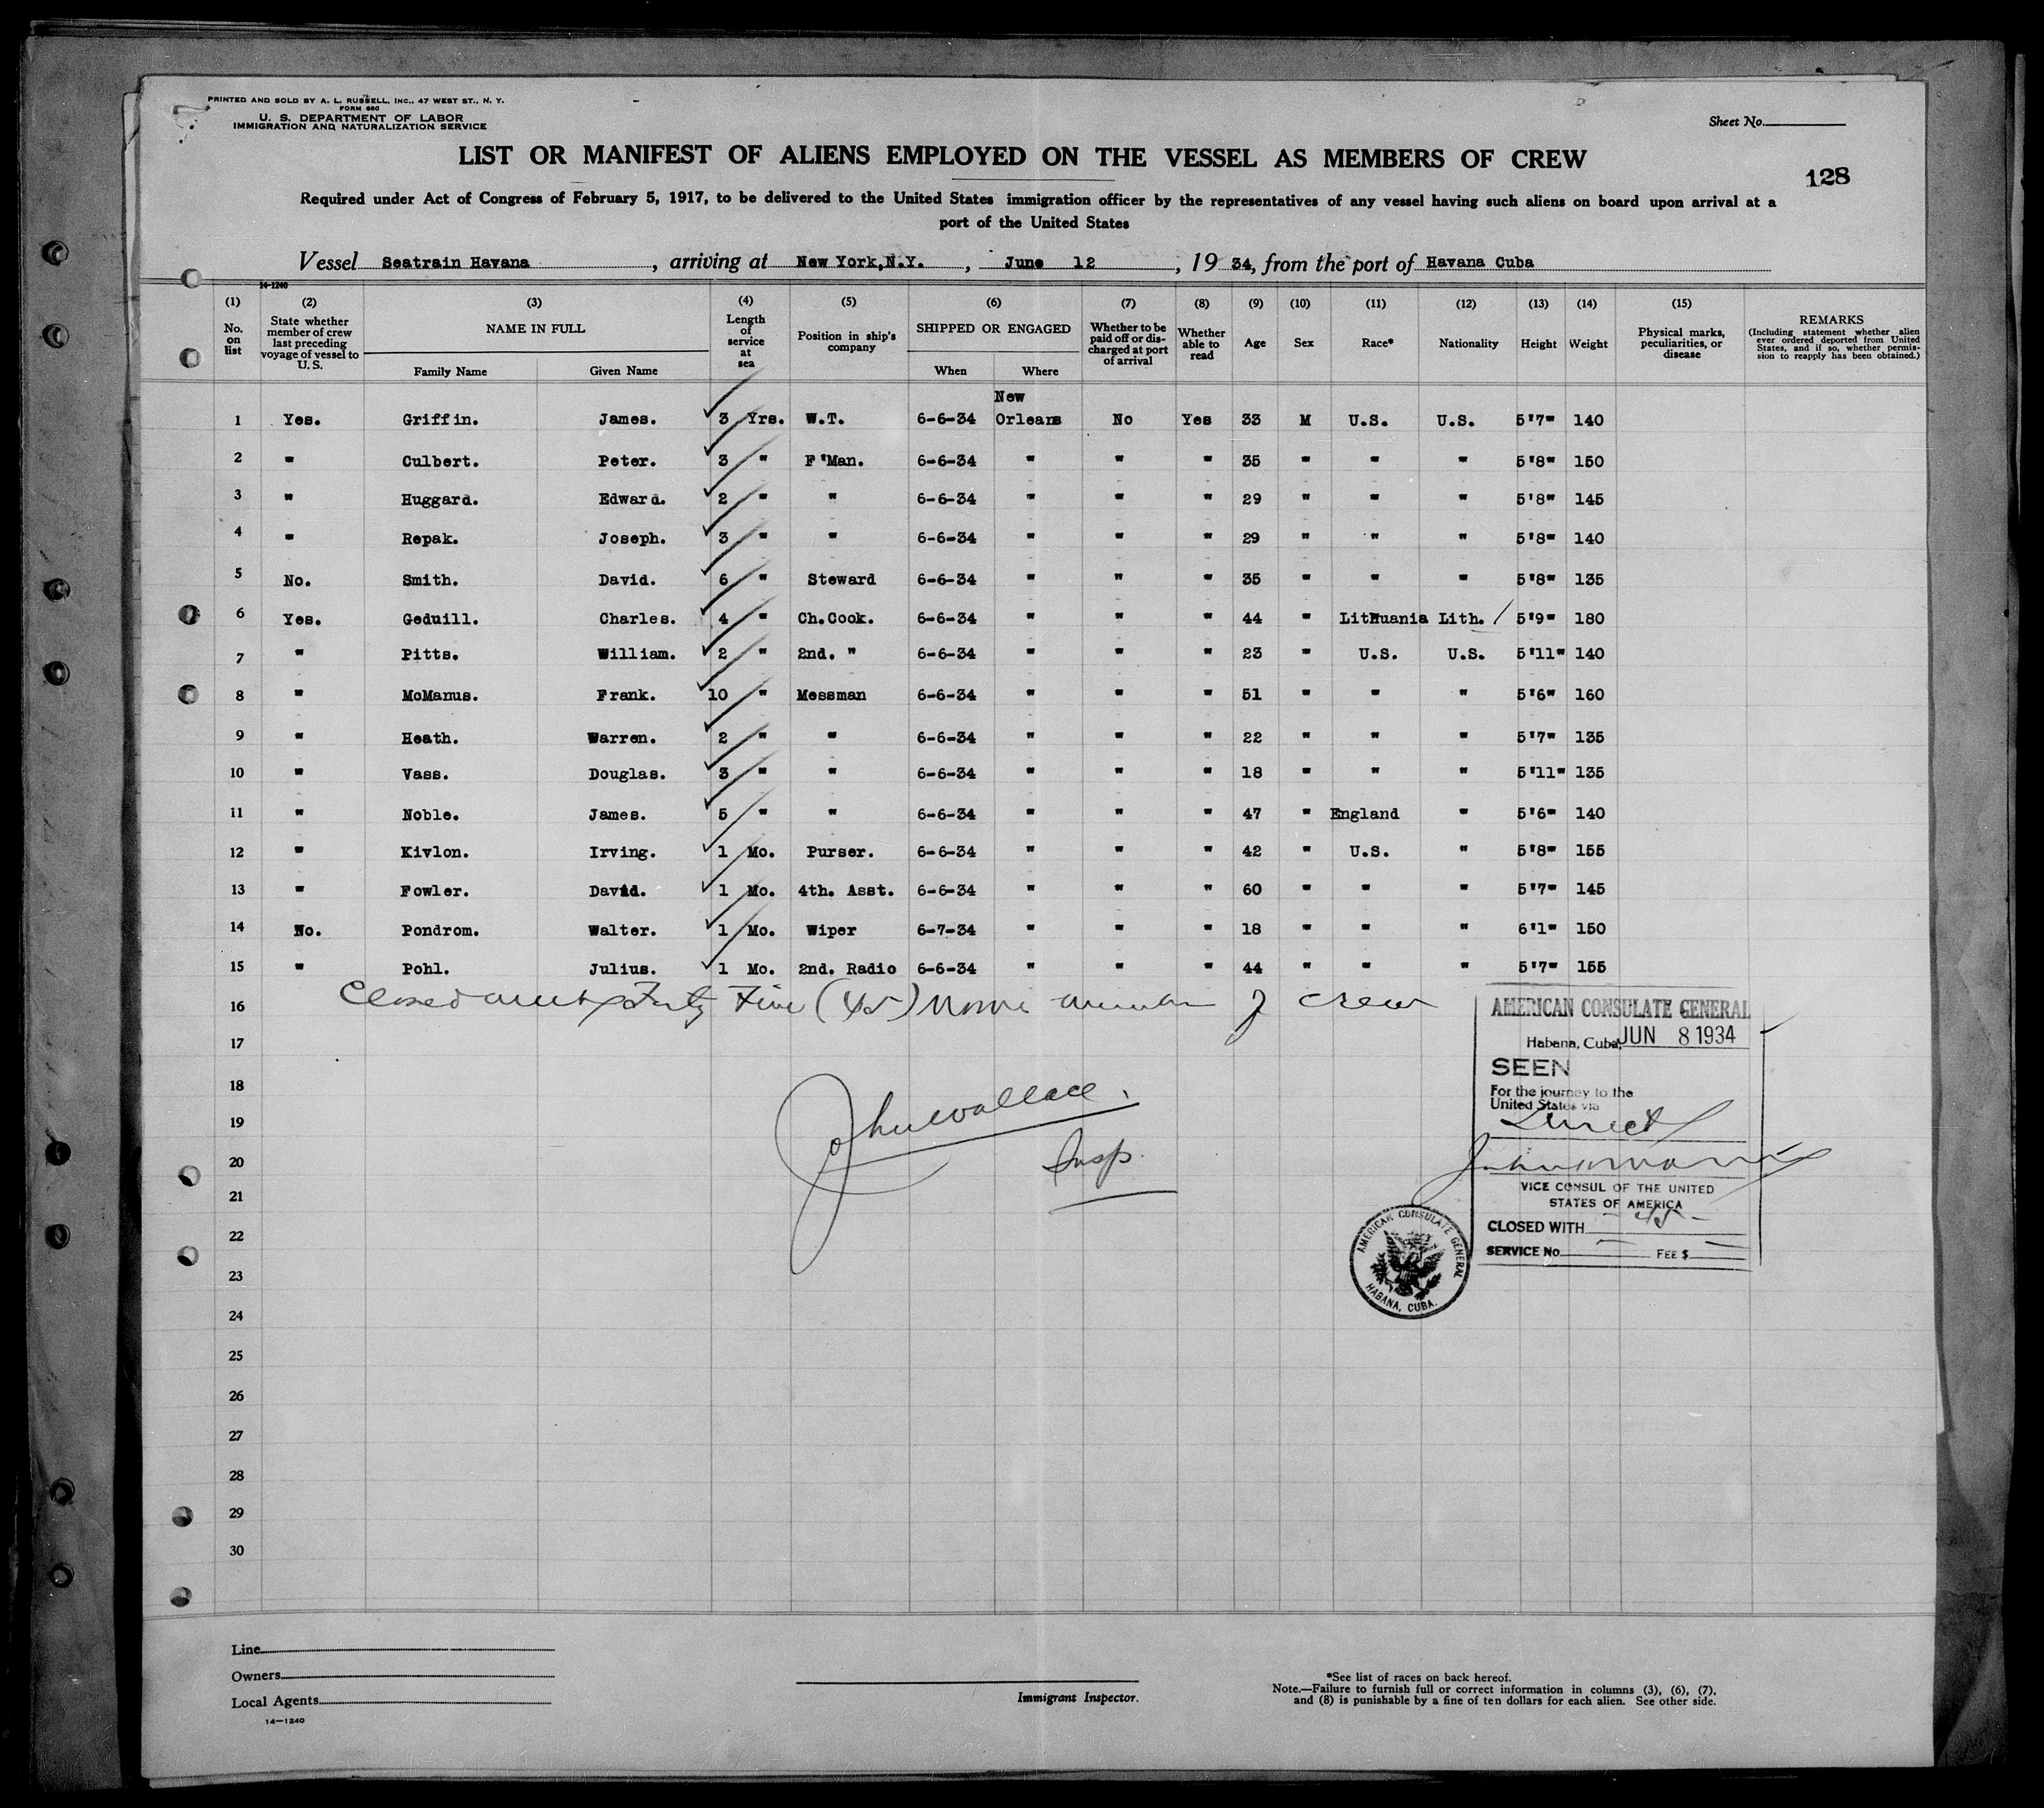 PRINTED AND SOLD BY A. L. RUSSELL, INC., 47 WEST ST., N. Y.
FORM 680
U. S. DEPARTMENT OF LABOR
IMMIGRATION AND NATURALIZATION SERVICE
Sheet No.
LIST OR MANIFEST OF ALIENS EMPLOYED ON THE VESSEL AS MEMBERS OF CREW
128
Required under Act of Congress of February 5, 1917, to be delivered to the United States immigration officer by the representatives of any vessel having such aliens on board upon arrival at a
port of the United States
Vessel Seatrain Havana, arriving at New York, N.Y., June 12, 19 34, from the port of Havana Cuba
14-1240
(1) (2) (3) (4) (5) (6) (7) (8) (9) (10) (11) (12) (13) (14) (15)
No. on list
State whether member of crew last preceding voyage of vessel to U. S.
NAME IN FULL
Family Name Given Name
Length of service at sea
Position in ship's company
SHIPPED OR ENGAGED
When Where
Whether to be paid off or discharged at port of arrival
Whether able to read
Age
Sex
Race*
Nationality
Height
Weight
Physical marks, peculiarities, or disease
REMARKS
(Including statement whether alien ever ordered deported from United States, and if so, whether permission to reapply has been obtained.)
1 Yes. Griffin. James. 3 Yrs. W.T. 6-6-34 New Orleans No Yes 33 M U.S. U.S. 5'7" 140
2 " Culbert. Peter. 3 " F'Man. 6-6-34 " " " 35 " " " 5'8" 150
3 " Huggard. Edward. 2 " " 6-6-34 " " " 29 " " " 5'8" 145
4 " Repak. Joseph. 3 " " 6-6-34 " " " 29 " " " 5'8" 140
5 No. Smith. David. 6 " Steward 6-6-34 " " " 35 " " " 5'8" 135
6 Yes. Geduill. Charles. 4 " Ch.Cook. 6-6-34 " " " 44 " Lithuania Lith. 5'9" 180
7 " Pitts. William. 2 " 2nd. " 6-6-34 " " " 23 " U.S. U.S. 5'11" 140
8 " McManus. Frank. 10 " Messman 6-6-34 " " " 51 " " " 5'6" 160
9 " Heath. Warren. 2 " " 6-6-34 " " " 22 " " " 5'7" 135
10 " Vass. Douglas. 3 " " 6-6-34 " " " 18 " " " 5'11" 135
11 " Noble. James. 5 " " 6-6-34 " " " 47 " England " 5'6" 140
12 " Kivlon. Irving. 1 Mo. Purser. 6-6-34 " " " 42 " U.S. " 5'8" 155
13 " Fowler. David. 1 Mo. 4th. Asst. 6-6-34 " " " 60 " " " 5'7" 145
14 No. Pondrom. Walter. 1 Mo. Wiper 6-7-34 " " " 18 " " " 6'1" 150
15 " Pohl. Julius. 1 Mo. 2nd. Radio 6-6-34 " " " 44 " " " 5'7" 155
16 Closed with Forty Five (45) members of crew
17
18
19
20
21
22
23
24
25
26
27
28
29
30
John Wallace.
Insp.
AMERICAN CONSULATE GENERAL
Habana, Cuba, JUN 8 1934
SEEN
For the journey to the
United States via
Direct
VICE CONSUL OF THE UNITED
STATES OF AMERICA
CLOSED WITH - 45 -
SERVICE No. — FEE $ —
AMERICAN CONSULATE GENERAL
HABANA, CUBA.
Line
Owners
Local Agents
14-1240
Immigrant Inspector.
*See list of races on back hereof.
Note.—Failure to furnish full or correct information in columns (3), (6), (7),
and (8) is punishable by a fine of ten dollars for each alien. See other side.